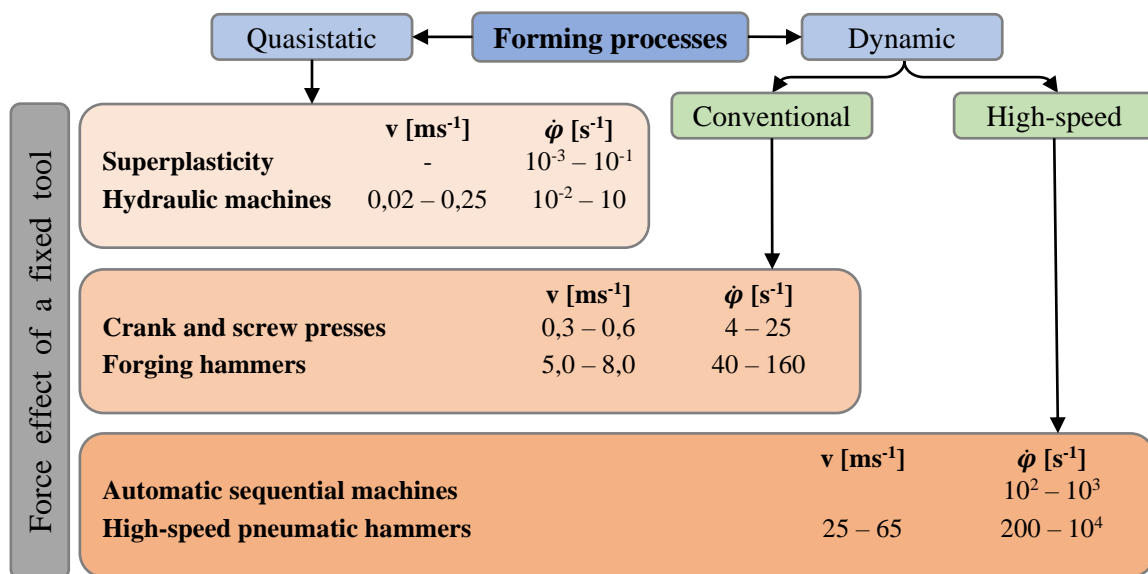 Quasistatic
Forming processes
Dynamic
Conventional
High-speed
Force effect of a fixed tool
v [ms⁻¹] φ̇ [s⁻¹]
Superplasticity - 10⁻³ – 10⁻¹
Hydraulic machines 0,02 – 0,25 10⁻² – 10
v [ms⁻¹] φ̇ [s⁻¹]
Crank and screw presses 0,3 – 0,6 4 – 25
Forging hammers 5,0 – 8,0 40 – 160
v [ms⁻¹] φ̇ [s⁻¹]
Automatic sequential machines 10² – 10³
High-speed pneumatic hammers 25 – 65 200 – 10⁴